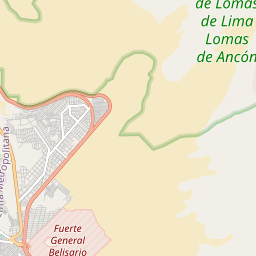 de Lomas
de Lima
Lomas
de Ancón
Lima Metropolitana
Fuerte
General
Belisario